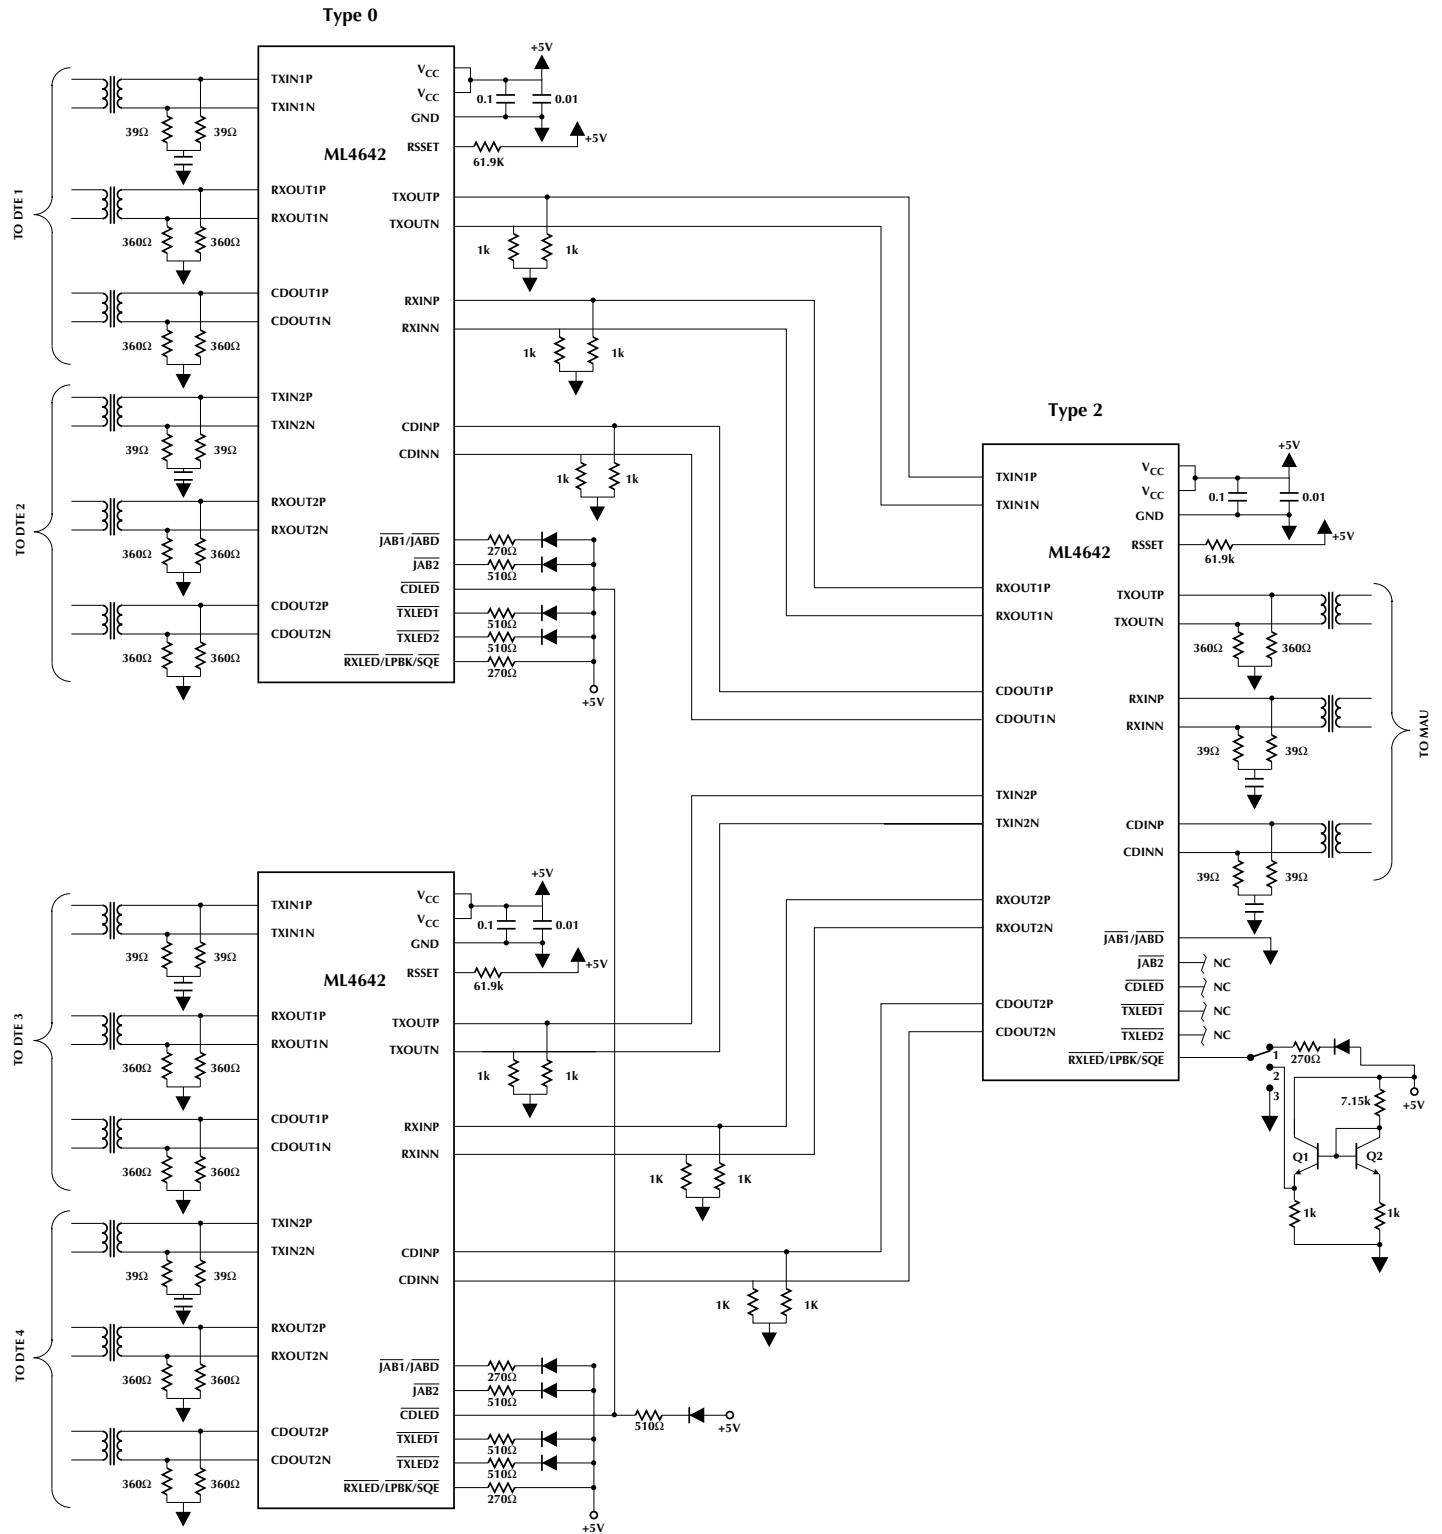 Type 0
TO DTE 1
TXIN1P
TXIN1N
39Ω 39Ω
RXOUT1P
RXOUT1N
360Ω 360Ω
CDOUT1P
CDOUT1N
360Ω 360Ω
TO DTE 2
TXIN2P
TXIN2N
39Ω 39Ω
RXOUT2P
RXOUT2N
360Ω 360Ω
CDOUT2P
CDOUT2N
360Ω 360Ω
ML4642
VCC
VCC
GND
RSSET
+5V
0.1 0.01
61.9K
+5V
TXOUTP
TXOUTN
1k 1k
RXINP
RXINN
1k 1k
CDINP
CDINN
1k 1k
JAB1/JABD
270Ω
JAB2
510Ω
CDLED
TXLED1
510Ω
TXLED2
510Ω
RXLED/LPBK/SQE
270Ω
+5V
TO DTE 3
TXIN1P
TXIN1N
39Ω 39Ω
RXOUT1P
RXOUT1N
360Ω 360Ω
CDOUT1P
CDOUT1N
360Ω 360Ω
TO DTE 4
TXIN2P
TXIN2N
39Ω 39Ω
RXOUT2P
RXOUT2N
360Ω 360Ω
CDOUT2P
CDOUT2N
360Ω 360Ω
ML4642
VCC
VCC
GND
RSSET
+5V
0.1 0.01
61.9k
+5V
TXOUTP
TXOUTN
1k 1k
RXINP
RXINN
1K 1K
CDINP
CDINN
1K 1K
JAB1/JABD
270Ω
JAB2
510Ω
CDLED
510Ω
+5V
TXLED1
510Ω
TXLED2
510Ω
RXLED/LPBK/SQE
270Ω
+5V
Type 2
TXIN1P
TXIN1N
RXOUT1P
RXOUT1N
CDOUT1P
CDOUT1N
TXIN2P
TXIN2N
RXOUT2P
RXOUT2N
CDOUT2P
CDOUT2N
ML4642
VCC
VCC
GND
RSSET
+5V
0.1 0.01
61.9k
+5V
TXOUTP
TXOUTN
360Ω 360Ω
RXINP
RXINN
39Ω 39Ω
CDINP
CDINN
39Ω 39Ω
TO MAU
JAB1/JABD
JAB2 NC
CDLED NC
TXLED1 NC
TXLED2 NC
RXLED/LPBK/SQE
1
2
3
270Ω
7.15k
+5V
Q1 Q2
1k 1k